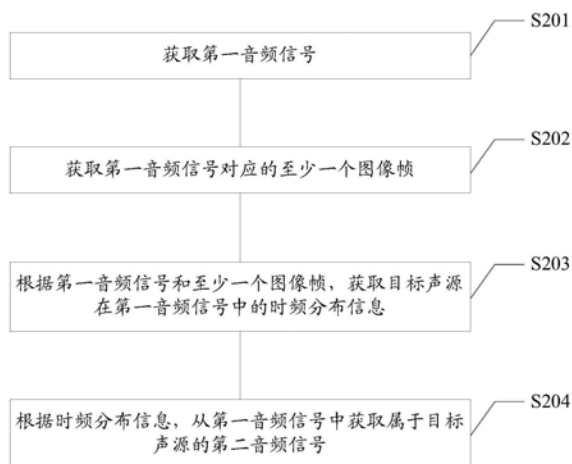 S201
获取第一音频信号
S202
获取第一音频信号对应的至少一个图像帧
S203
根据第一音频信号和至少一个图像帧，获取目标声源
在第一音频信号中的时频分布信息
S204
根据时频分布信息，从第一音频信号中获取属于目标
声源的第二音频信号